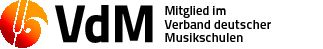 VdM
Mitglied im
Verband deutscher
Musikschulen